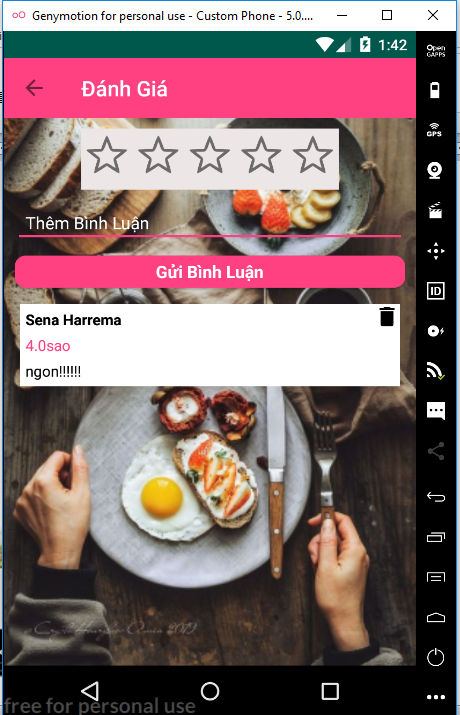 Genymotion for personal use - Custom Phone - 5.0....
1:42
Open
GAPPS
Đánh Giá
GPS
Thêm Bình Luận
Gửi Bình Luận
ID
Sena Harrema
4.0sao
ngon!!!!!!
2019
free for personal use